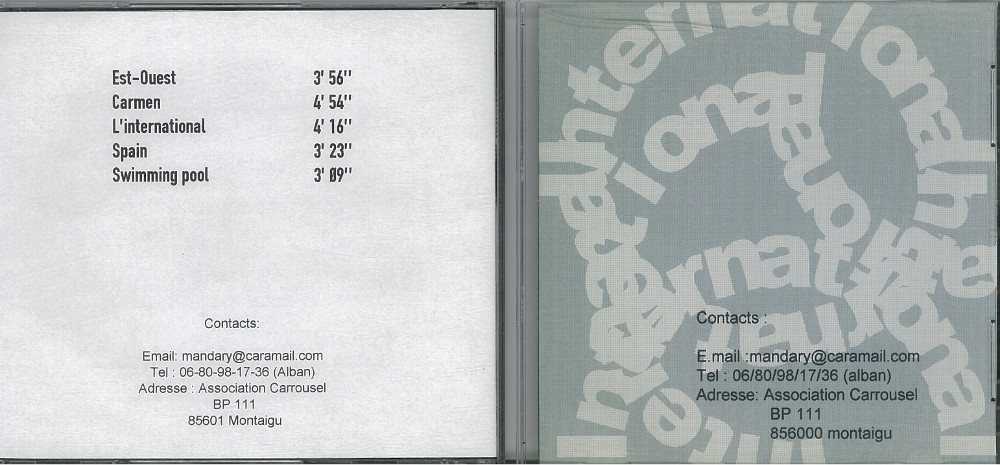 Est-Ouest 3' 56''
Carmen 4' 54''
L'international 4' 16''
Spain 3' 23''
Swimming pool 3' 09''
Contacts:
Email: mandary@caramail.com
Tel : 06-80-98-17-36 (Alban)
Adresse : Association Carrousel
BP 111
85601 Montaigu
International
Contacts :
E.mail :mandary@caramail.com
Tel : 06/80/98/17/36 (alban)
Adresse: Association Carrousel
BP 111
856000 montaigu